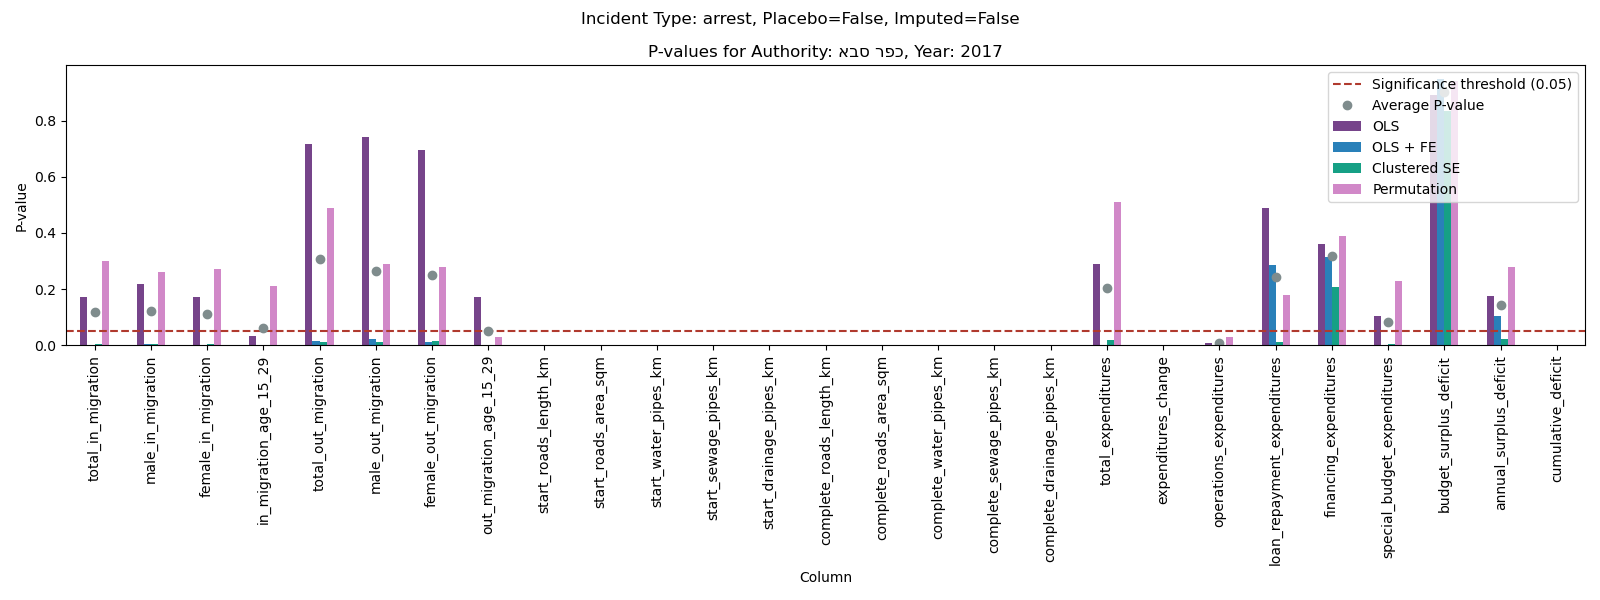 Incident Type: arrest, Placebo=False, Imputed=False
P-values for Authority: כפר סבא, Year: 2017
Significance threshold (0.05)
Average P-value
OLS
OLS + FE
Clustered SE
Permutation
P-value
0.8
0.6
0.4
0.2
0.0
total_in_migration
male_in_migration
female_in_migration
in_migration_age_15_29
total_out_migration
male_out_migration
female_out_migration
out_migration_age_15_29
start_roads_length_km
start_roads_area_sqm
start_water_pipes_km
start_sewage_pipes_km
start_drainage_pipes_km
complete_roads_length_km
complete_roads_area_sqm
complete_water_pipes_km
complete_sewage_pipes_km
complete_drainage_pipes_km
total_expenditures
expenditures_change
operations_expenditures
loan_repayment_expenditures
financing_expenditures
special_budget_expenditures
budget_surplus_deficit
annual_surplus_deficit
cumulative_deficit
Column